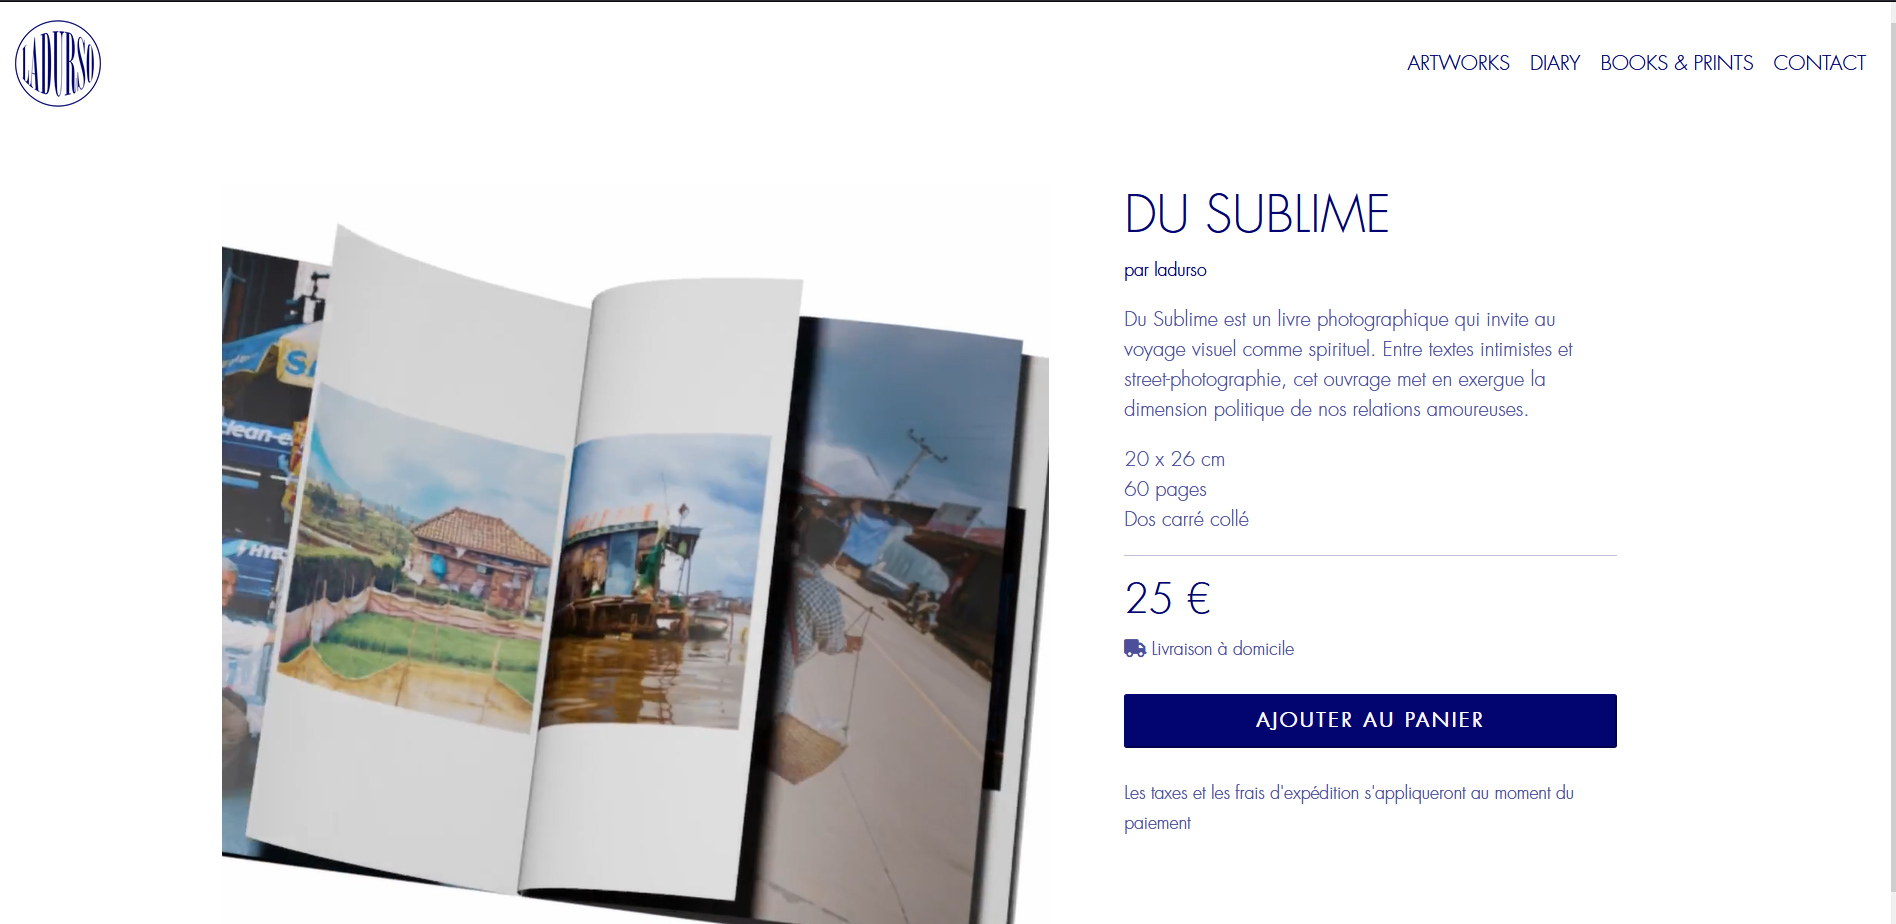 LADURSO
ARTWORKS DIARY BOOKS & PRINTS CONTACT
DU SUBLIME
par ladurso
Du Sublime est un livre photographique qui invite au
voyage visuel comme spirituel. Entre textes intimistes et
street-photographie, cet ouvrage met en exergue la
dimension politique de nos relations amoureuses.
20 x 26 cm
60 pages
Dos carré collé
25 €
Livraison à domicile
AJOUTER AU PANIER
Les taxes et les frais d'expédition s'appliqueront au moment du
paiement